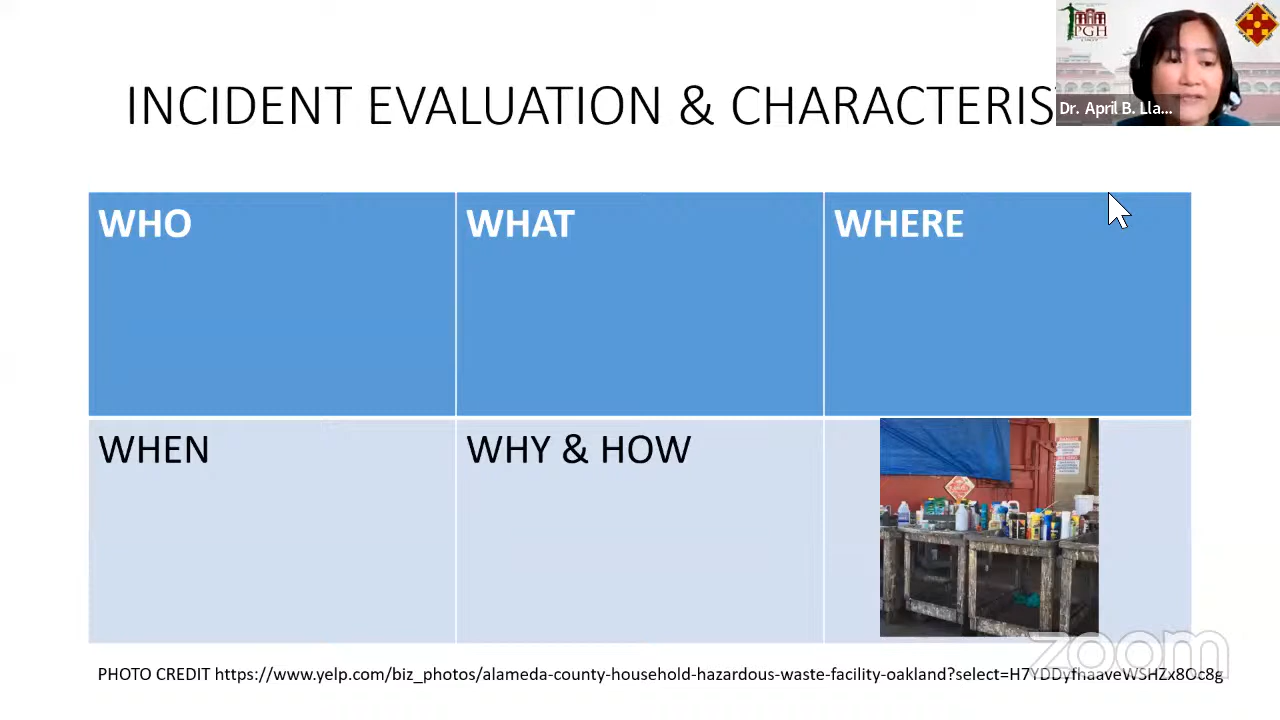 PGH
Dr. April B. Lla...
INCIDENT EVALUATION & CHARACTERIS
WHO
WHAT
WHERE
WHEN
WHY & HOW
zoom
PHOTO CREDIT https://www.yelp.com/biz_photos/alameda-county-household-hazardous-waste-facility-oakland?select=H7YDDyfhaaveWSHZx8Oc8g